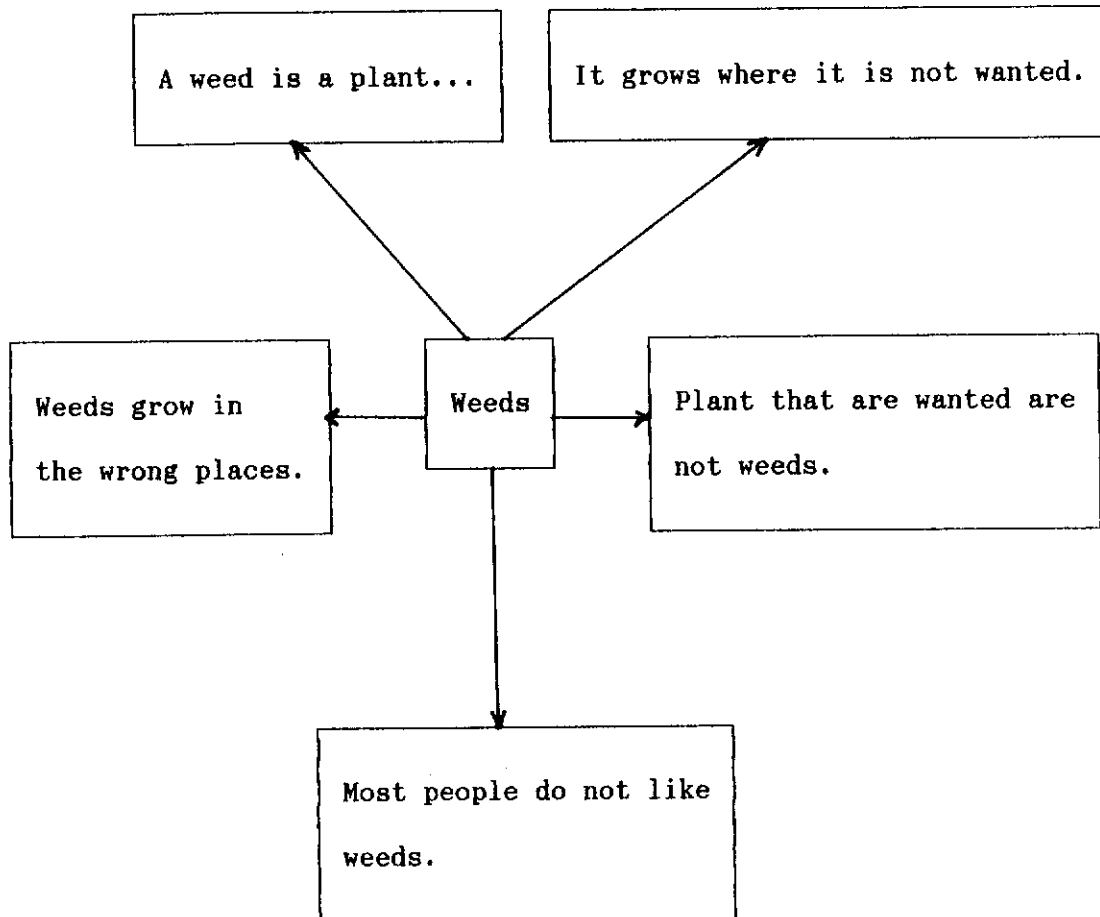 A weed is a plant...
It grows where it is not wanted.
Weeds grow in
the wrong places.
Weeds
Plant that are wanted are
not weeds.
Most people do not like
weeds.